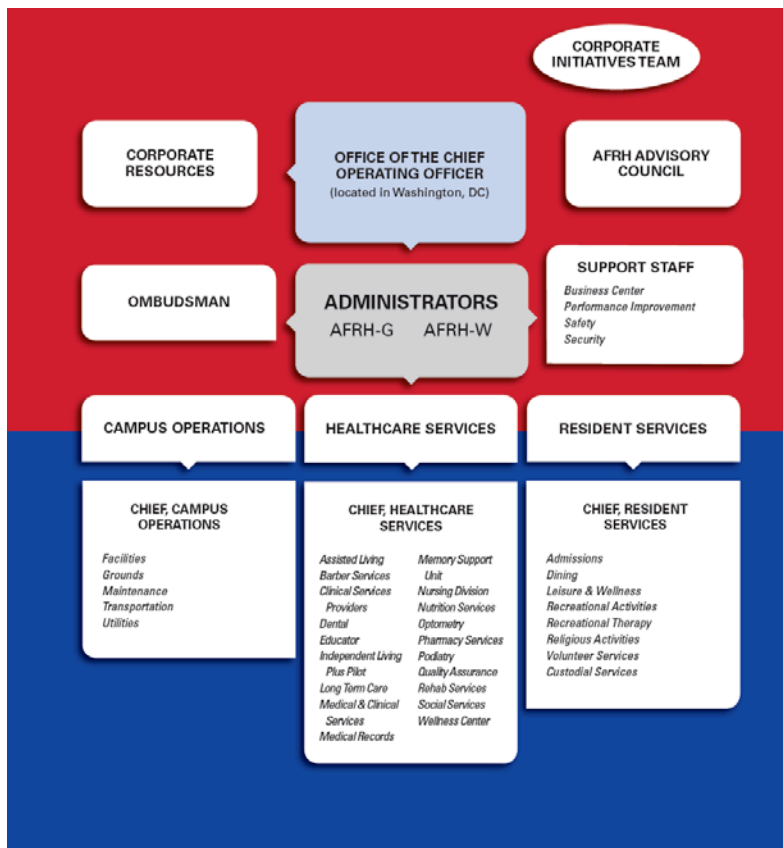 CORPORATE
INITIATIVES TEAM
CORPORATE
RESOURCES
OFFICE OF THE CHIEF
OPERATING OFFICER
(located in Washington, DC)
AFRH ADVISORY
COUNCIL
OMBUDSMAN
ADMINISTRATORS
AFRH-G AFRH-W
SUPPORT STAFF
Business Center
Performance Improvement
Safety
Security
CAMPUS OPERATIONS
HEALTHCARE SERVICES
RESIDENT SERVICES
CHIEF, CAMPUS
OPERATIONS
Facilities
Grounds
Maintenance
Transportation
Utilities
CHIEF, HEALTHCARE
SERVICES
Assisted Living
Barber Services
Clinical Services
Providers
Dental
Educator
Independent Living
Plus Pilot
Long Term Care
Medical & Clinical
Services
Medical Records
Memory Support
Unit
Nursing Division
Nutrition Services
Optometry
Pharmacy Services
Podiatry
Quality Assurance
Rehab Services
Social Services
Wellness Center
CHIEF, RESIDENT
SERVICES
Admissions
Dining
Leisure & Wellness
Recreational Activities
Recreational Therapy
Religious Activities
Volunteer Services
Custodial Services